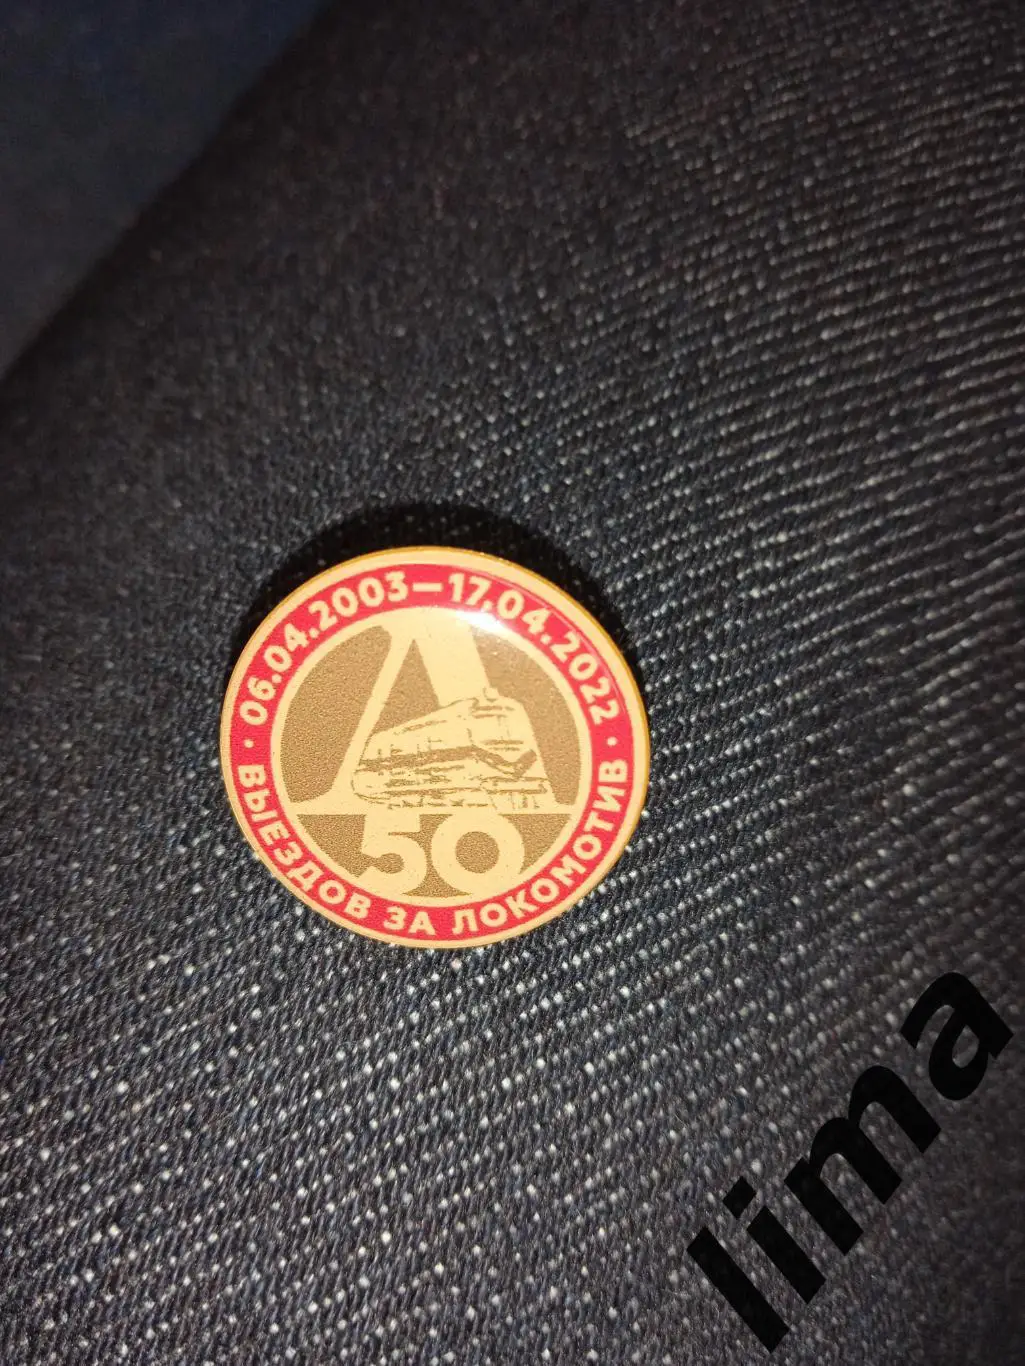 06.04.2003—17.04.2022
50
• ВЫЕЗДОВ ЗА ЛОКОМОТИВ •
lima